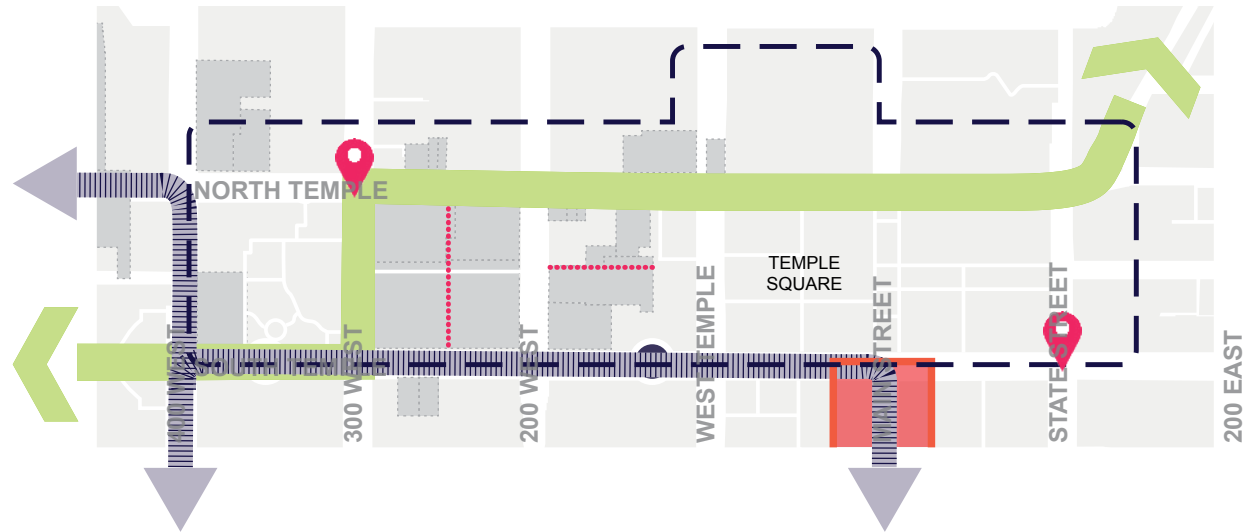 NORTH TEMPLE
TEMPLE
SQUARE
SOUTH TEMPLE
400 WEST
300 WEST
200 WEST
WEST TEMPLE
MAIN STREET
STATE STREET
200 EAST